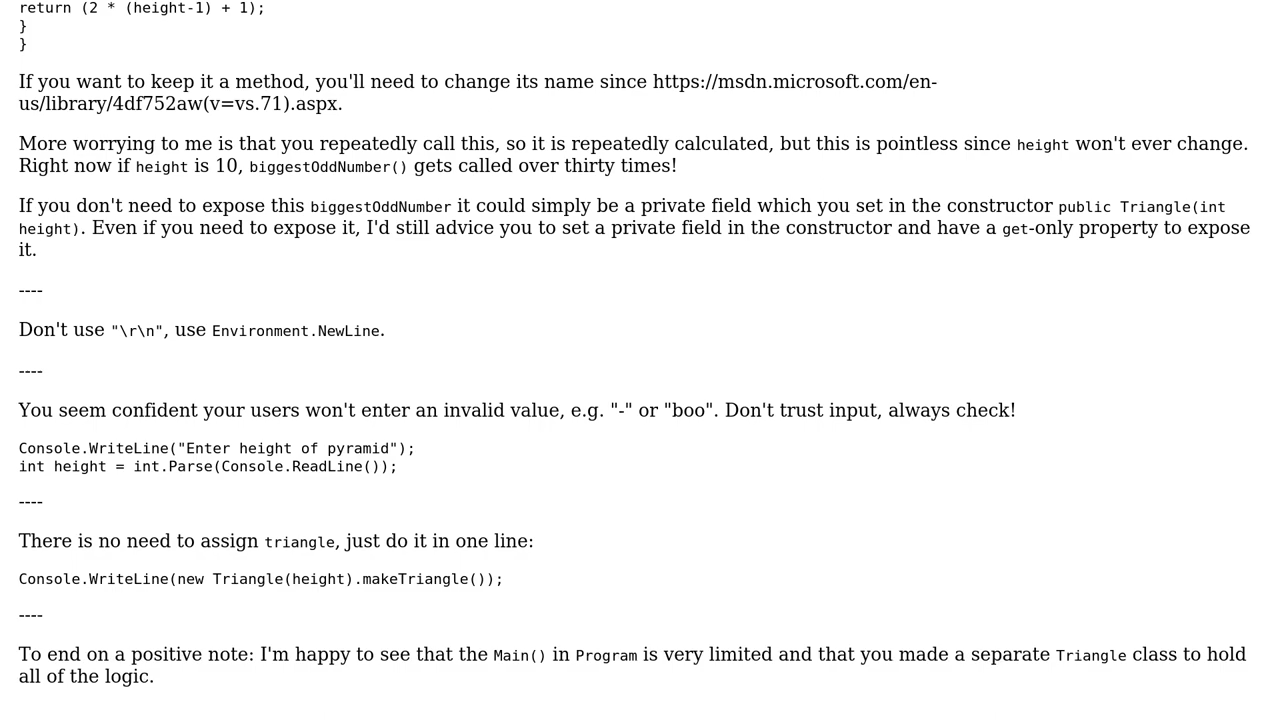 return (2 * (height-1) + 1);
}
}
If you want to keep it a method, you'll need to change its name since https://msdn.microsoft.com/en-
us/library/4df752aw(v=vs.71).aspx.
More worrying to me is that you repeatedly call this, so it is repeatedly calculated, but this is pointless since height won't ever change.
Right now if height is 10, biggestOddNumber() gets called over thirty times!
If you don't need to expose this biggestOddNumber it could simply be a private field which you set in the constructor public Triangle(int
height). Even if you need to expose it, I'd still advice you to set a private field in the constructor and have a get-only property to expose
it.
----
Don't use "\r\n", use Environment.NewLine.
----
You seem confident your users won't enter an invalid value, e.g. "-" or "boo". Don't trust input, always check!
Console.WriteLine("Enter height of pyramid");
int height = int.Parse(Console.ReadLine());
----
There is no need to assign triangle, just do it in one line:
Console.WriteLine(new Triangle(height).makeTriangle());
----
To end on a positive note: I'm happy to see that the Main() in Program is very limited and that you made a separate Triangle class to hold
all of the logic.